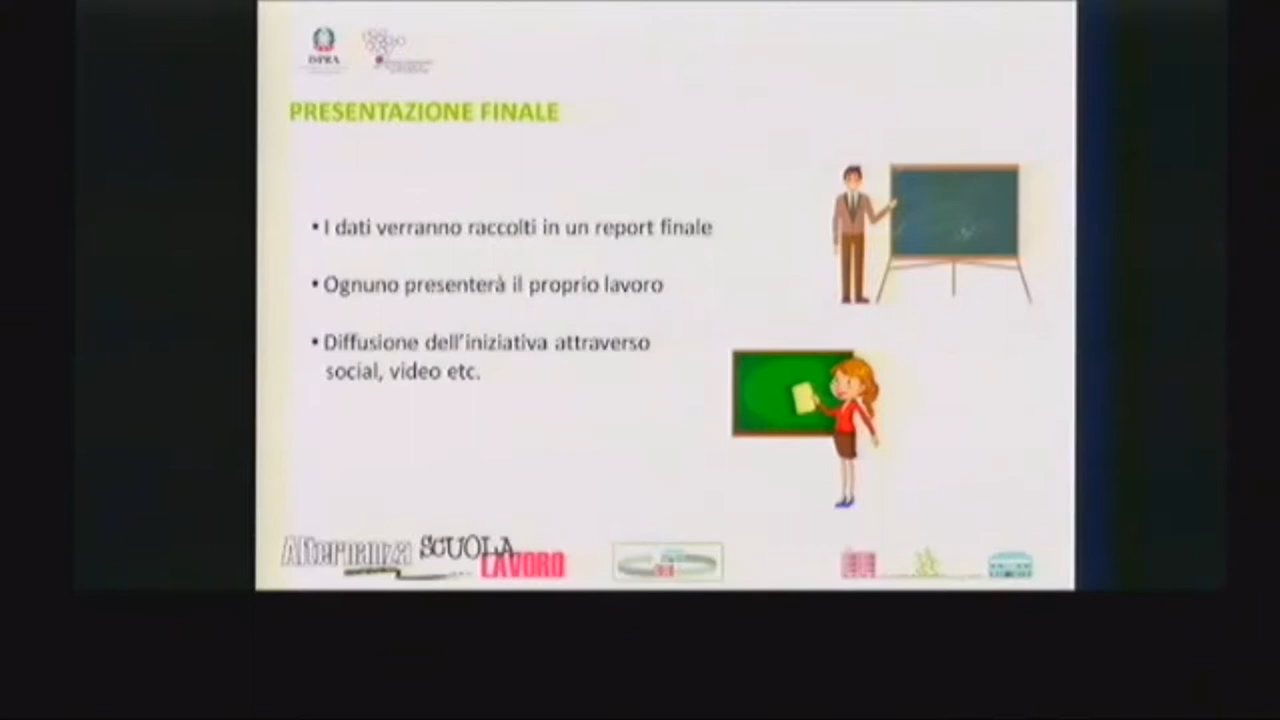 ISPRA
PRESENTAZIONE FINALE
• I dati verranno raccolti in un report finale
• Ognuno presenterà il proprio lavoro
• Diffusione dell'iniziativa attraverso
social, video etc.
Alternanza SCUOLA
LAVORO